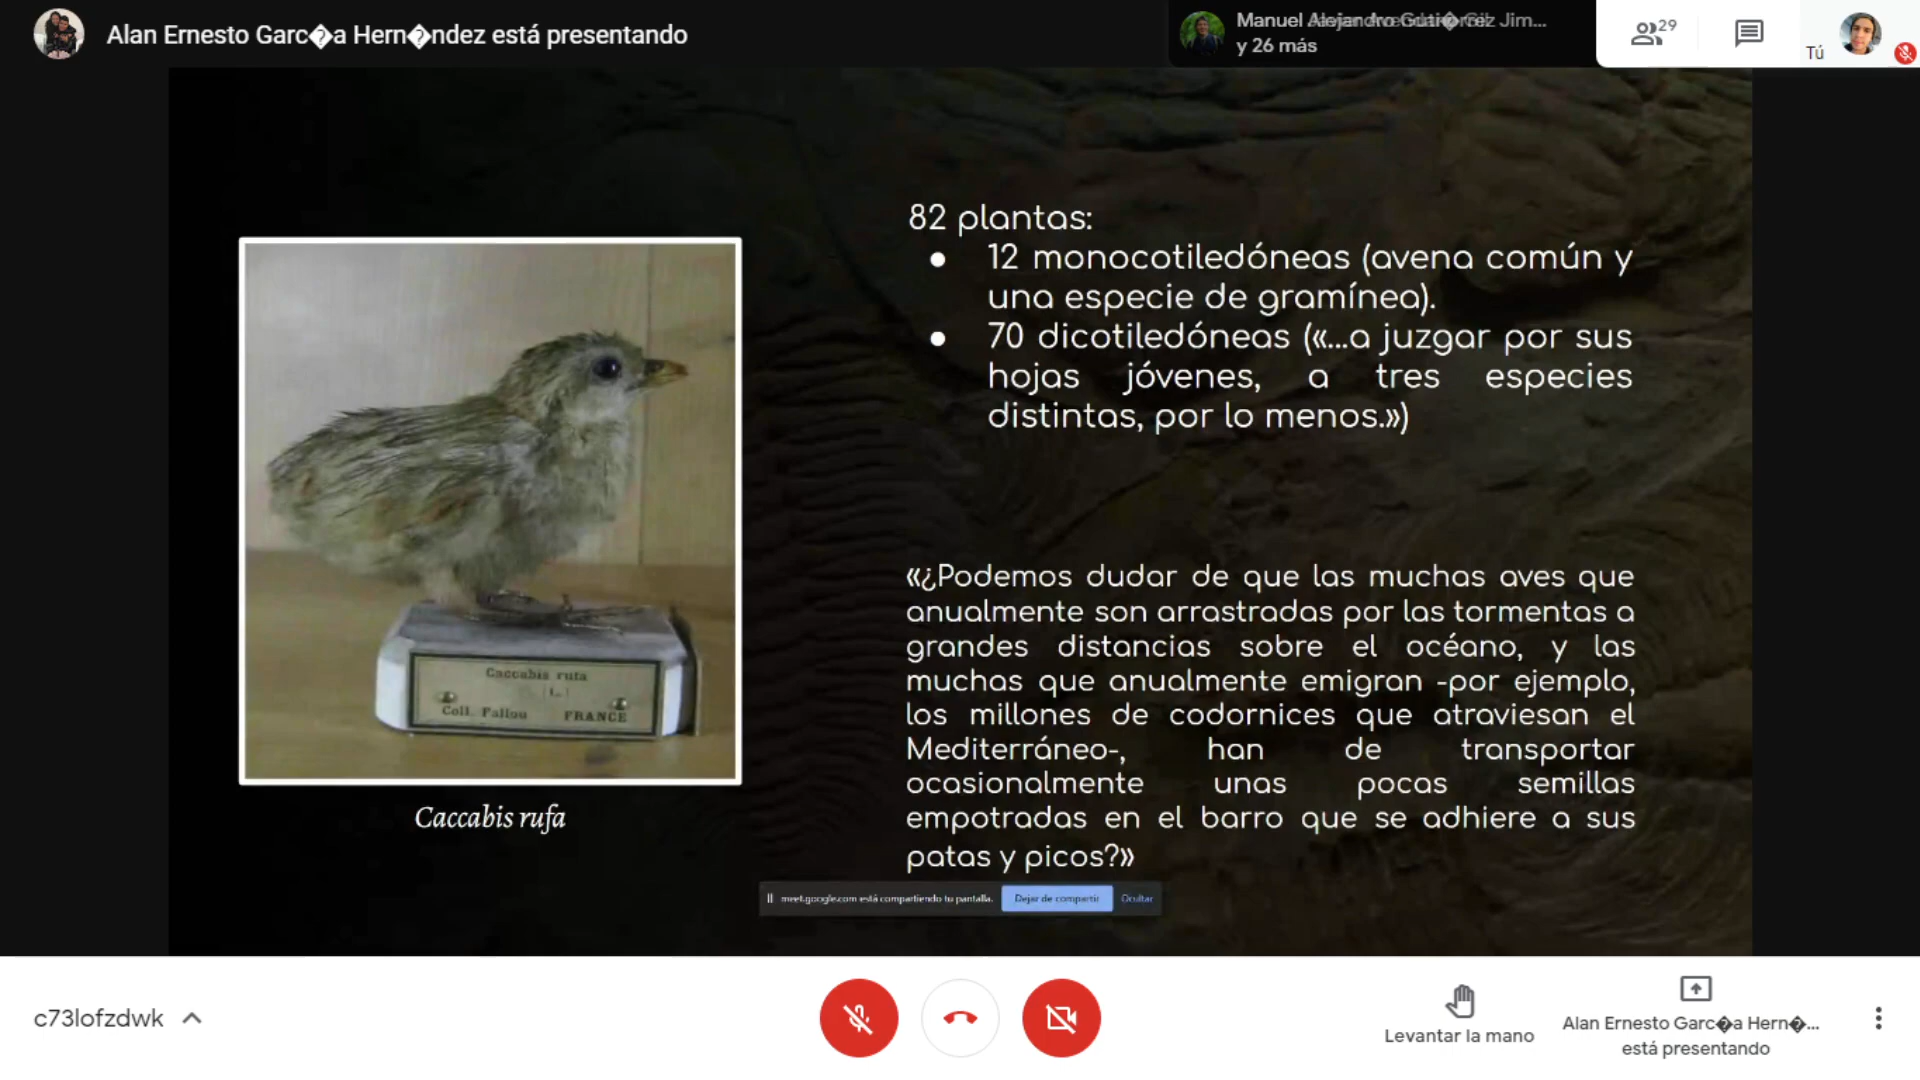 Alan Ernesto Garc�a Hern�ndez está presentando
Manuel
y 26 más
29
Tú
82 plantas:
● 12 monocotiledóneas (avena común y
una especie de gramínea).
● 70 dicotiledóneas («...a juzgar por sus
hojas jóvenes, a tres especies
distintas, por lo menos.»)
Caccabis rufa
(L.)
Coll. Fallou FRANCE
Caccabis rufa
«¿Podemos dudar de que las muchas aves que
anualmente son arrastradas por las tormentas a
grandes distancias sobre el océano, y las
muchas que anualmente emigran -por ejemplo,
los millones de codornices que atraviesan el
Mediterráneo-, han de transportar
ocasionalmente unas pocas semillas
empotradas en el barro que se adhiere a sus
patas y picos?»
meet.google.com está compartiendo tu pantalla. Dejar de compartir Ocultar
c73lofzdwk
Levantar la mano
Alan Ernesto Garc�a Hern�...
está presentando